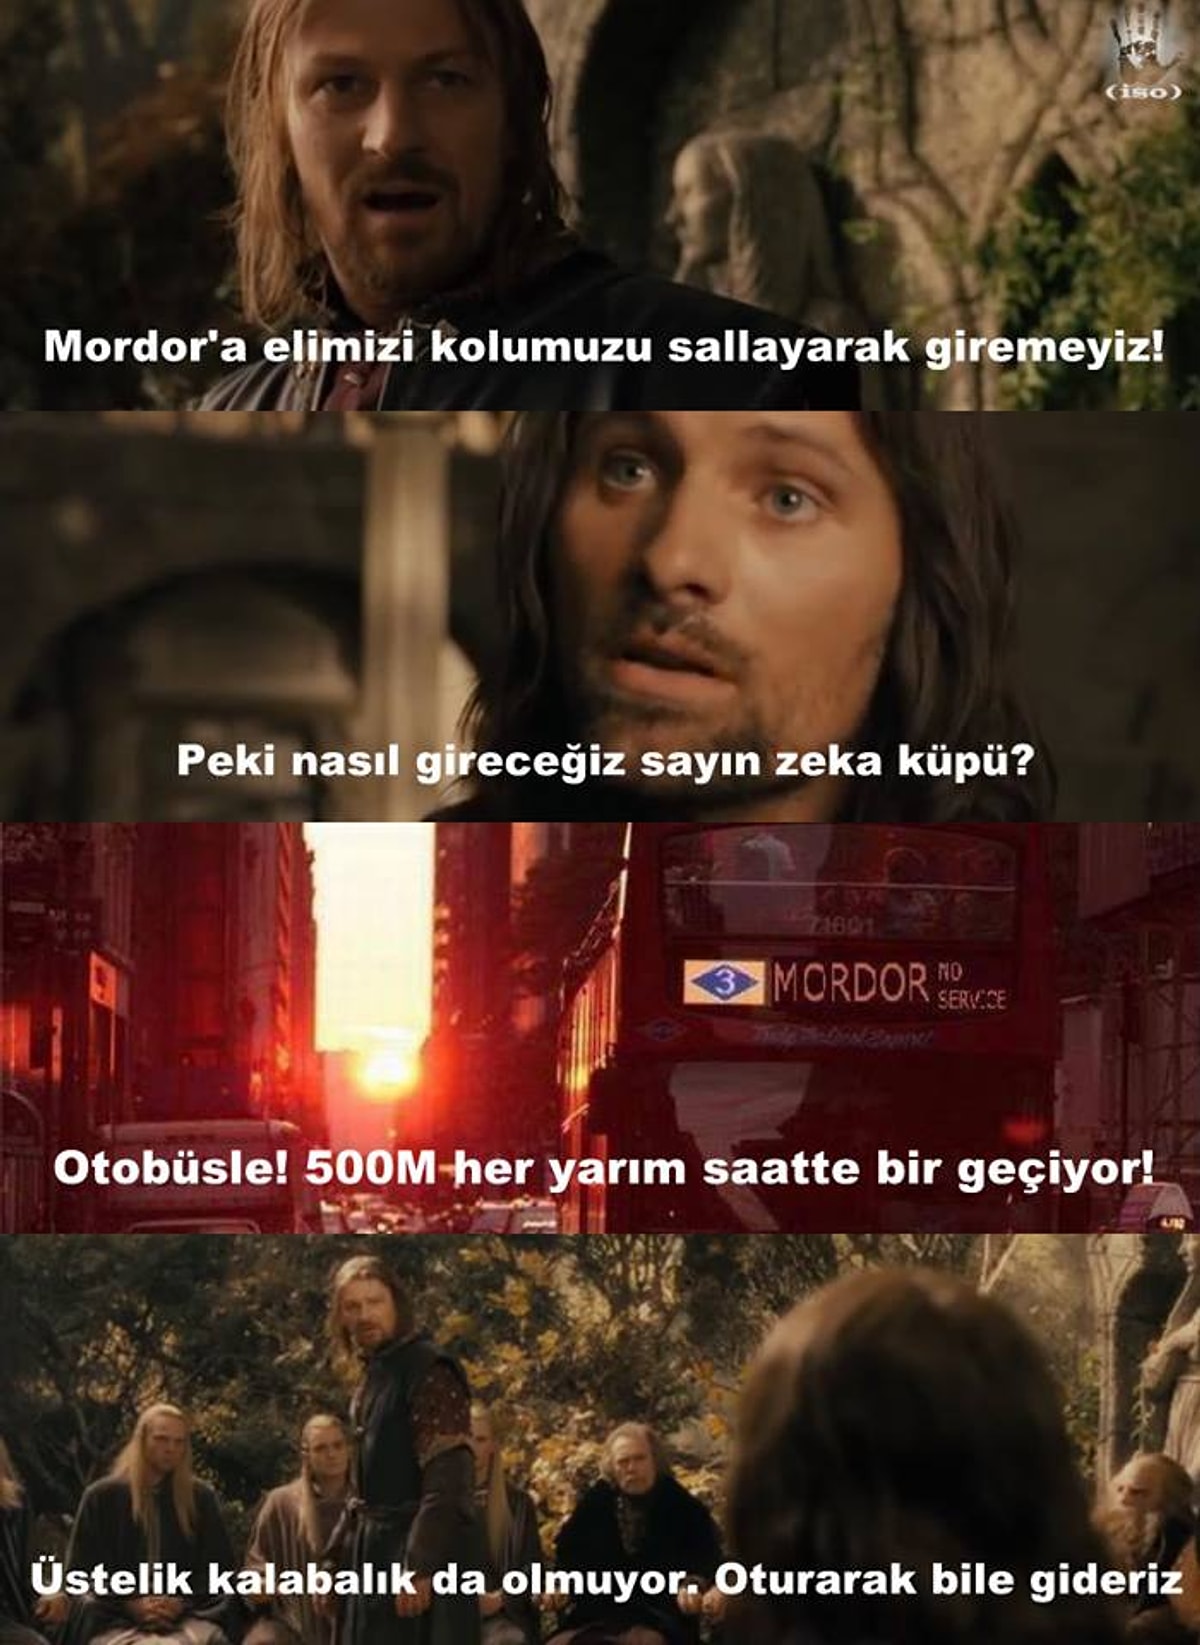 (iso)
Mordor'a elimizi kolumuzu sallayarak giremeyiz!
Peki nasıl gireceğiz sayın zeka küpü?
71601
3 MORDOR NO
SERVICE
Otobüsle! 500M her yarım saatte bir geçiyor!
Üstelik kalabalık da olmuyor. Oturarak bile gideriz